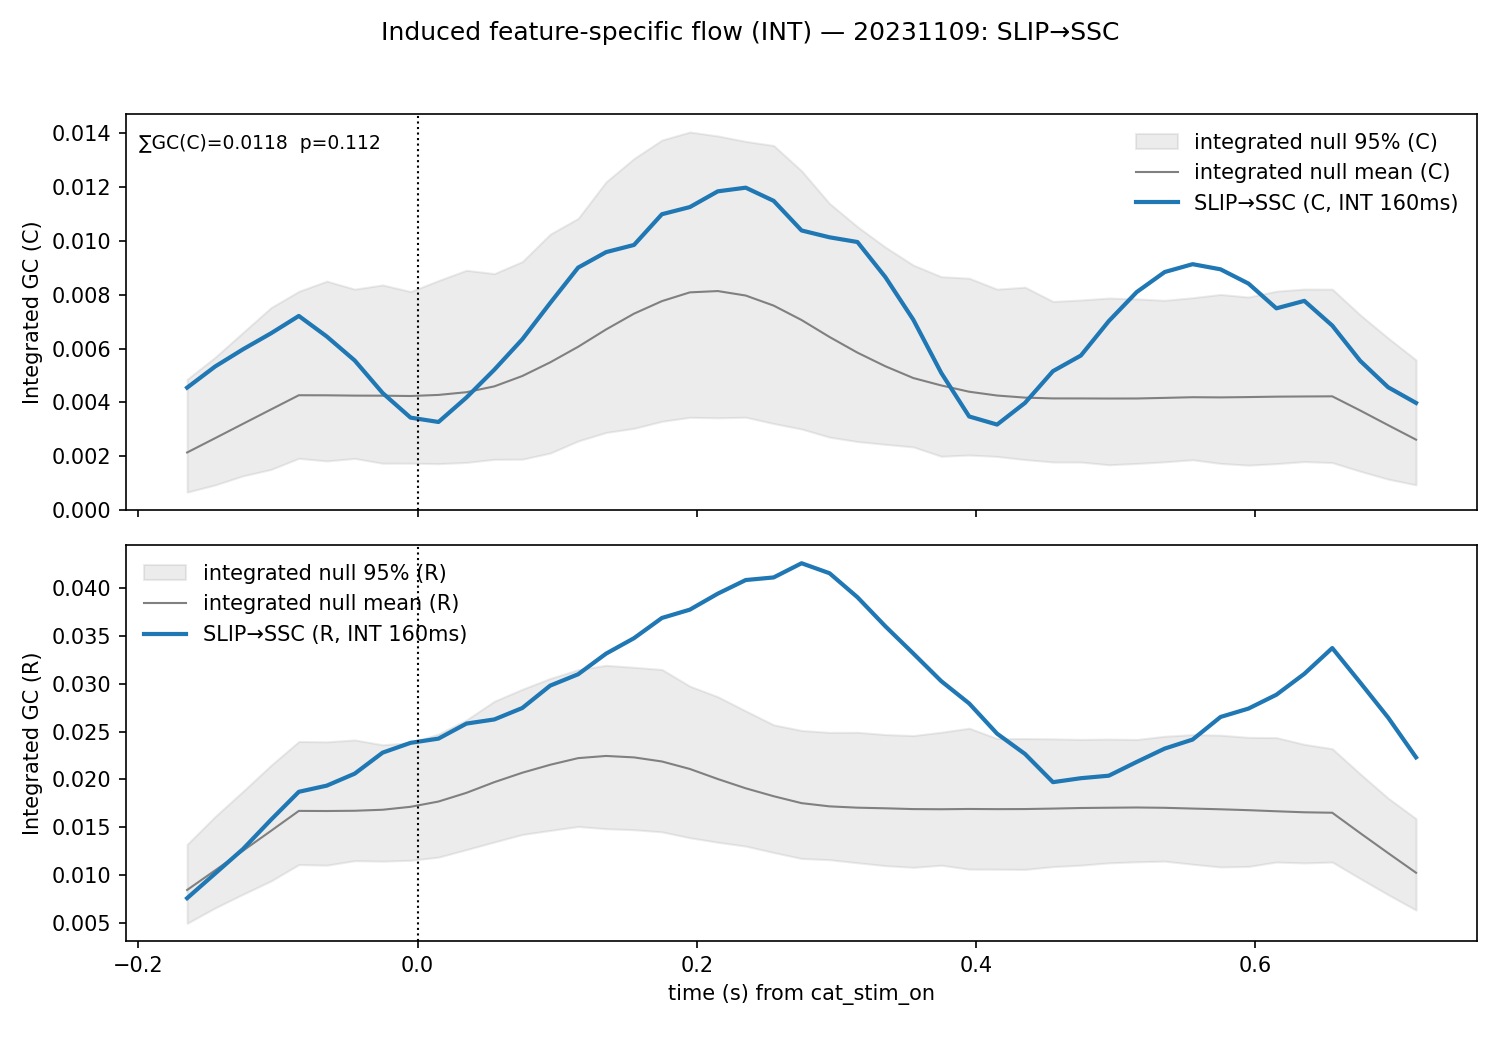 Induced feature-specific flow (INT) — 20231109: SLIP→SSC
∑GC(C)=0.0118  p=0.112
integrated null 95% (C)
integrated null mean (C)
SLIP→SSC (C, INT 160ms)
Integrated GC (C)
0.014
0.012
0.010
0.008
0.006
0.004
0.002
0.000
integrated null 95% (R)
integrated null mean (R)
SLIP→SSC (R, INT 160ms)
Integrated GC (R)
0.040
0.035
0.030
0.025
0.020
0.015
0.010
0.005
−0.2 0.0 0.2 0.4 0.6
time (s) from cat_stim_on